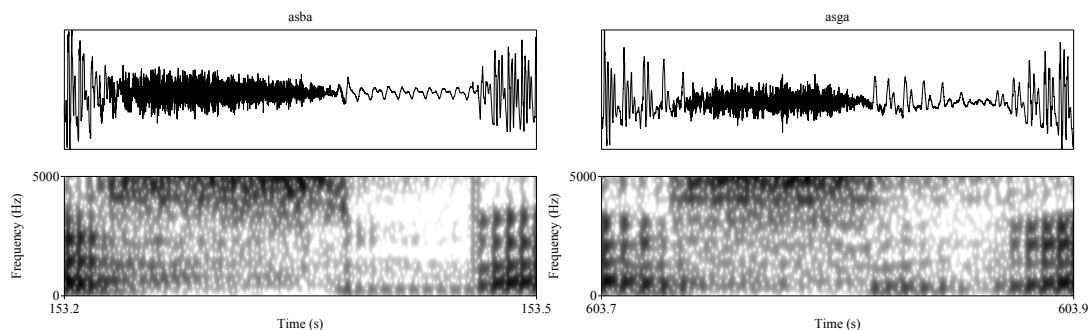 asba
asga
5000
5000
Frequency (Hz)
Frequency (Hz)
0
0
153.2
153.5
603.7
603.9
Time (s)
Time (s)